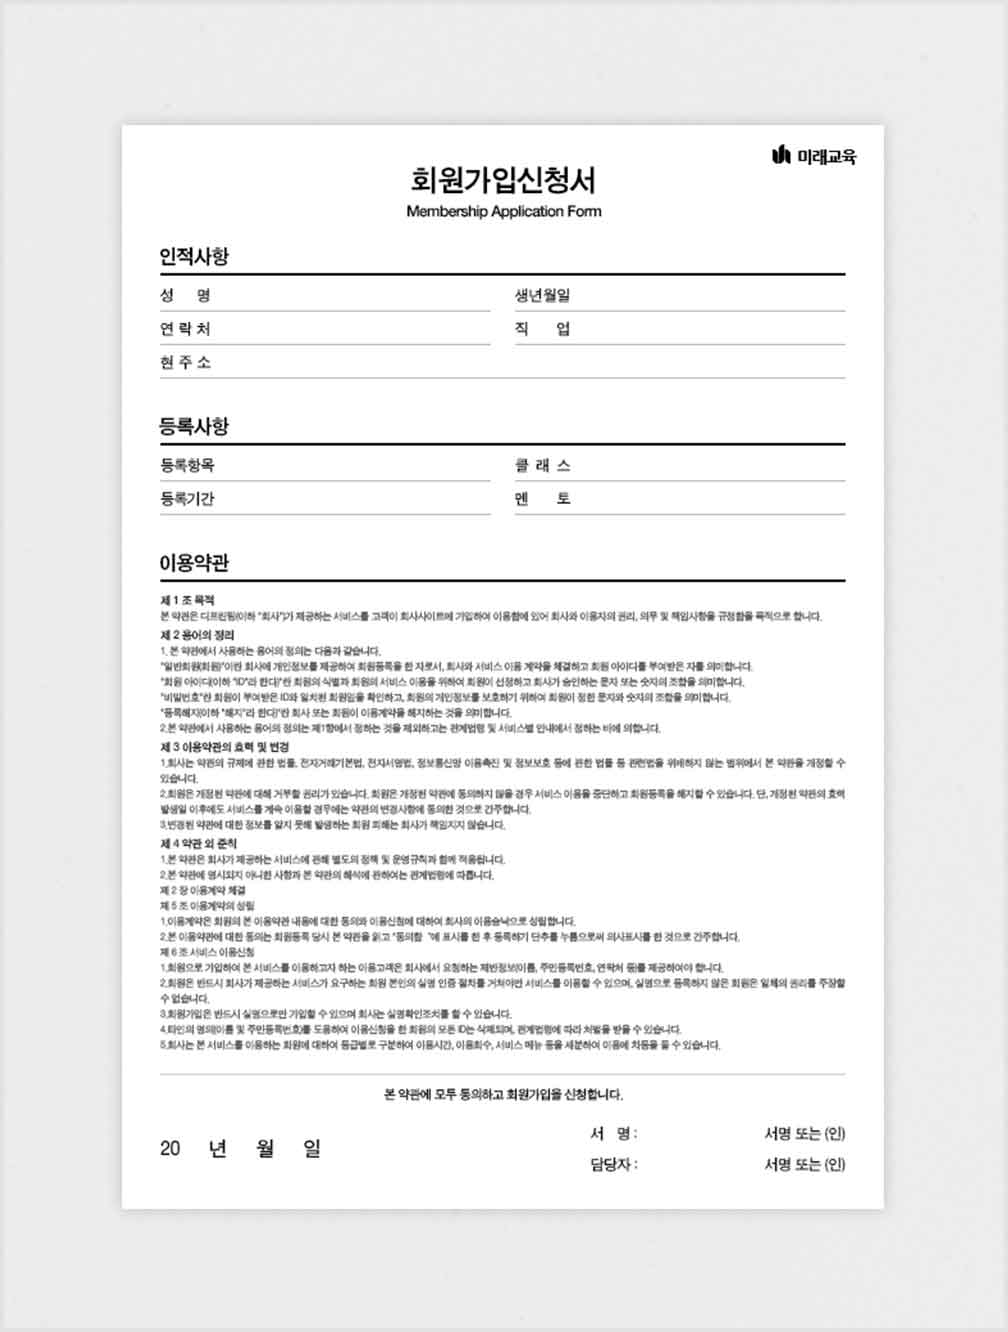 미래교육
회원가입신청서
Membership Application Form
인적사항
성 명
생년월일
연 락 처
직 업
현 주 소
등록사항
등록항목
클 래 스
등록기간
멘 토
이용약관
제 1 조 목적
본 약관은 디프린팅(이하 "회사")가 제공하는 서비스를 고객이 회사사이트에 가입하여 이용함에 있어 회사와 이용자의 권리, 의무 및 책임사항을 규정함을 목적으로 합니다.
제 2 용어의 정리
1. 본 약관에서 사용하는 용어의 정의는 다음과 같습니다.
"일반회원(회원)"이란 회사에 개인정보를 제공하여 회원등록을 한 자로서, 회사와 서비스 이용 계약을 체결하고 회원 아이디를 부여받은 자를 의미합니다.
"회원 아이디(이하 "ID"라 한다)"란 회원의 식별과 회원의 서비스 이용을 위하여 회원이 선정하고 회사가 승인하는 문자 또는 숫자의 조합을 의미합니다.
"비밀번호"란 회원이 부여받은 ID와 일치된 회원임을 확인하고, 회원의 개인정보를 보호하기 위하여 회원이 정한 문자와 숫자의 조합을 의미합니다.
"등록해지(이하 "해지"라 한다)"란 회사 또는 회원이 이용계약을 해지하는 것을 의미합니다.
2.본 약관에서 사용하는 용어의 정의는 제1항에서 정하는 것을 제외하고는 관계법령 및 서비스별 안내에서 정하는 바에 의합니다.
제 3 이용약관의 효력 및 변경
1.회사는 약관의 규제에 관한 법률, 전자거래기본법, 전자서명법, 정보통신망 이용촉진 및 정보보호 등에 관한 법률 등 관련법을 위배하지 않는 범위에서 본 약관을 개정할 수
있습니다.
2.회원은 개정된 약관에 대해 거부할 권리가 있습니다. 회원은 개정된 약관에 동의하지 않을 경우 서비스 이용을 중단하고 회원등록을 해지할 수 있습니다. 단, 개정된 약관의 효력
발생일 이후에도 서비스를 계속 이용할 경우에는 약관의 변경사항에 동의한 것으로 간주합니다.
3.변경된 약관에 대한 정보를 알지 못해 발생하는 회원 피해는 회사가 책임지지 않습니다.
제 4 약관 외 준칙
1.본 약관은 회사가 제공하는 서비스에 관해 별도의 정책 및 운영규칙과 함께 적용됩니다.
2.본 약관에 명시되지 아니한 사항과 본 약관의 해석에 관하여는 관계법령에 따릅니다.
제 2 장 이용계약 체결
제 5 조 이용계약의 성립
1.이용계약은 회원의 본 이용약관 내용에 대한 동의와 이용신청에 대하여 회사의 이용승낙으로 성립합니다.
2.본 이용약관에 대한 동의는 회원등록 당시 본 약관을 읽고 "동의함 "에 표시를 한 후 등록하기 단추를 누름으로써 의사표시를 한 것으로 간주합니다.
제 6 조 서비스 이용신청
1.회원으로 가입하여 본 서비스를 이용하고자 하는 이용고객은 회사에서 요청하는 제반정보(이름, 주민등록번호, 연락처 등)를 제공하여야 합니다.
2.회원은 반드시 회사가 제공하는 서비스가 요구하는 회원 본인의 실명 인증 절차를 거쳐야만 서비스를 이용할 수 있으며, 실명으로 등록하지 않은 회원은 일체의 권리를 주장할
수 없습니다.
3.회원가입은 반드시 실명으로만 가입할 수 있으며 회사는 실명확인조치를 할 수 있습니다.
4.타인의 명의(이름 및 주민등록번호)를 도용하여 이용신청을 한 회원의 모든 ID는 삭제되며, 관계법령에 따라 처벌을 받을 수 있습니다.
5.회사는 본 서비스를 이용하는 회원에 대하여 등급별로 구분하여 이용시간, 이용회수, 서비스 메뉴 등을 세분하여 이용에 차등을 둘 수 있습니다.
본 약관에 모두 동의하고 회원가입을 신청합니다.
20 년 월 일
서 명 : 서명 또는 (인)
담당자 : 서명 또는 (인)